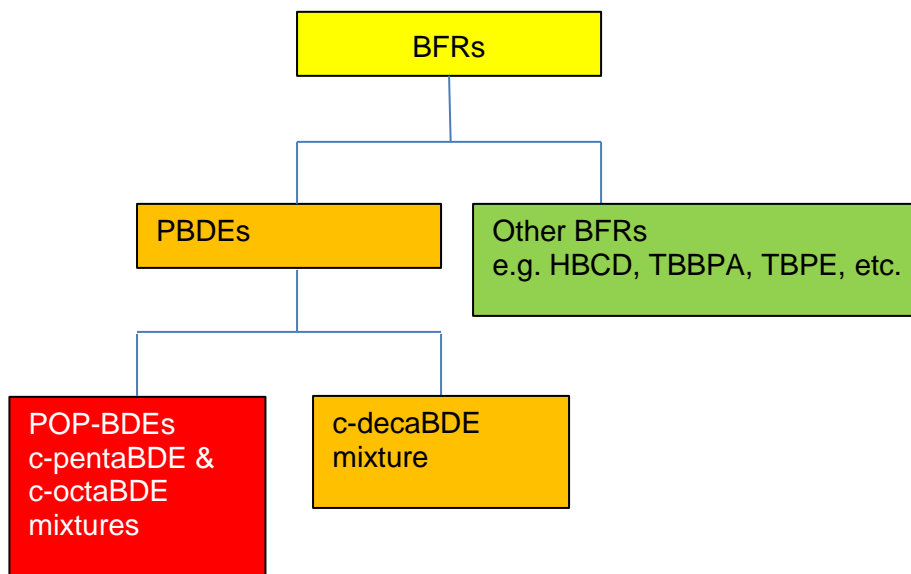 BFRs
PBDEs
Other BFRs
e.g. HBCD, TBBPA, TBPE, etc.
POP-BDEs
c-pentaBDE &
c-octaBDE
mixtures
c-decaBDE
mixture